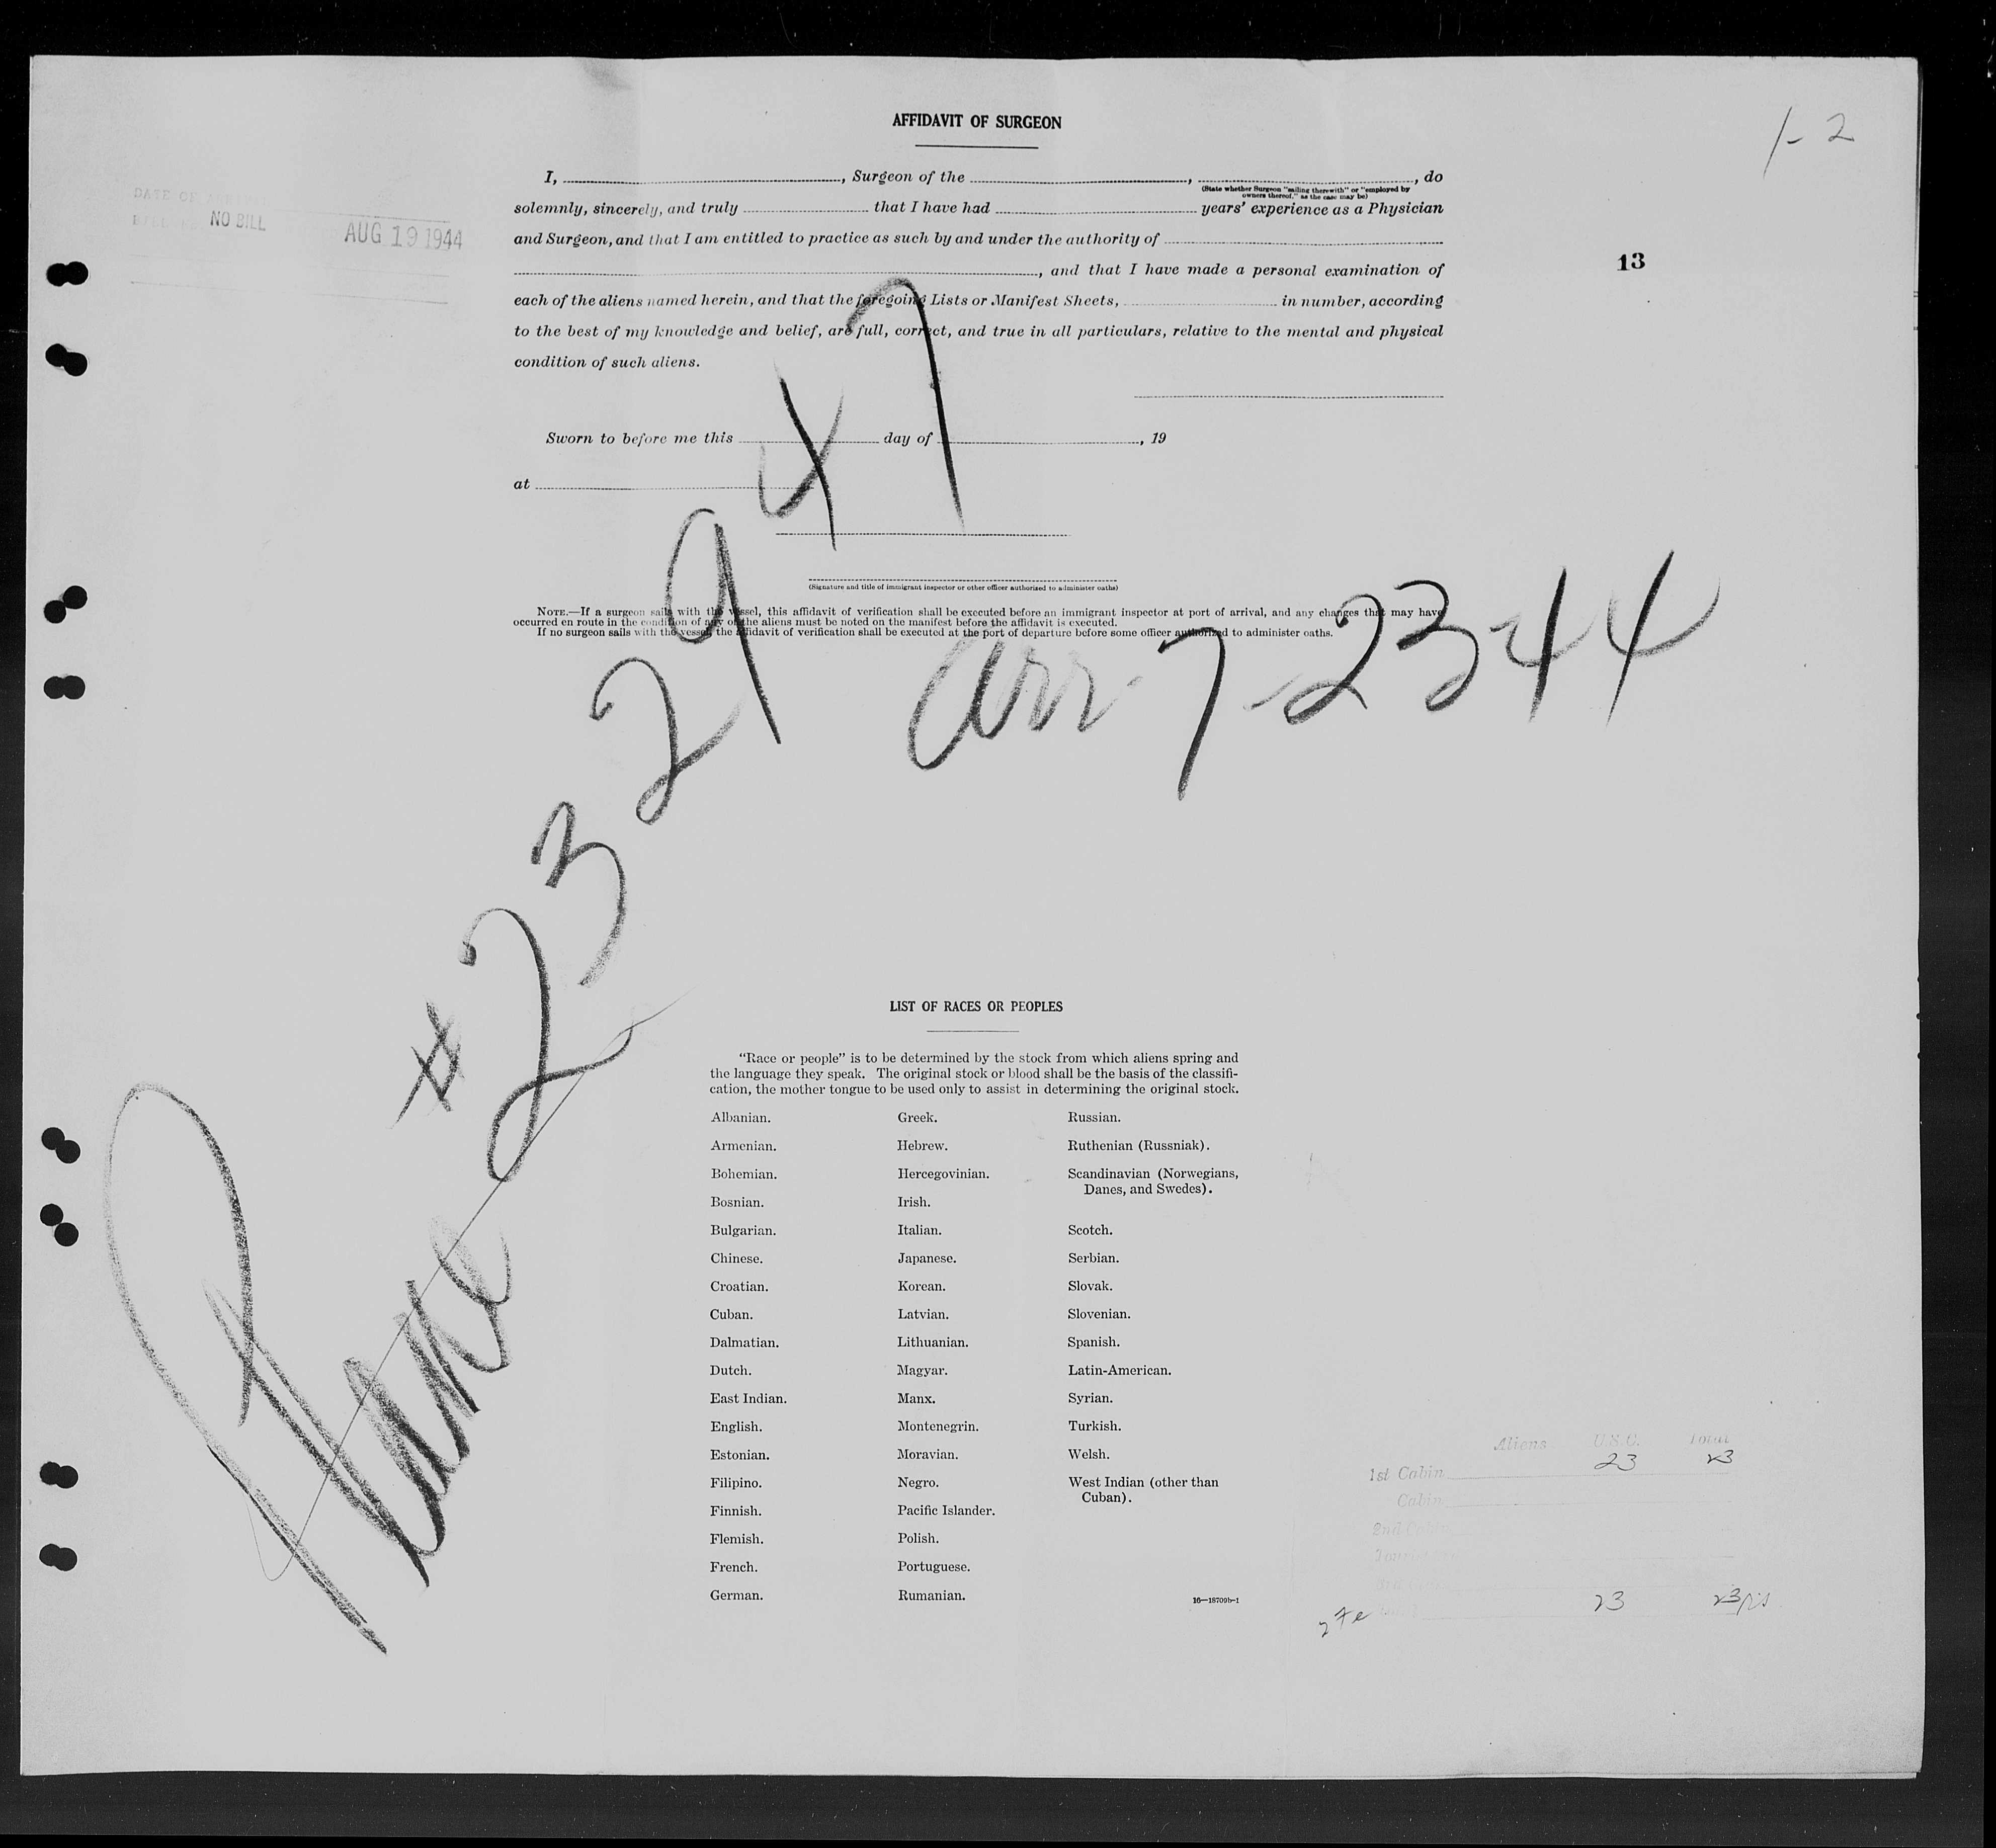 AFFIDAVIT OF SURGEON
1-2
I, , Surgeon of the , , do
(State whether Surgeon "sailing therewith" or "employed by
owners thereof," as the case may be)
solemnly, sincerely, and truly that I have had years' experience as a Physician
and Surgeon, and that I am entitled to practice as such by and under the authority of
, and that I have made a personal examination of
each of the aliens named herein, and that the foregoing Lists or Manifest Sheets, in number, according
to the best of my knowledge and belief, are full, correct, and true in all particulars, relative to the mental and physical
condition of such aliens.
DATE OF ARRIVAL
NO BILL
AUG 19 1944
13
Sworn to before me this day of , 19
at
(Signature and title of immigrant inspector or other officer authorized to administer oaths)
NOTE.—If a surgeon sails with the vessel, this affidavit of verification shall be executed before an immigrant inspector at port of arrival, and any changes that may have
occurred en route in the condition of any of the aliens must be noted on the manifest before the affidavit is executed.
If no surgeon sails with the vessel, the affidavit of verification shall be executed at the port of departure before some officer authorized to administer oaths.
Arr. 7-23-44
Plane #232947
LIST OF RACES OR PEOPLES
"Race or people" is to be determined by the stock from which aliens spring and
the language they speak. The original stock or blood shall be the basis of the classifi-
cation, the mother tongue to be used only to assist in determining the original stock.
Albanian.
Armenian.
Bohemian.
Bosnian.
Bulgarian.
Chinese.
Croatian.
Cuban.
Dalmatian.
Dutch.
East Indian.
English.
Estonian.
Filipino.
Finnish.
Flemish.
French.
German.
Greek.
Hebrew.
Hercegovinian.
Irish.
Italian.
Japanese.
Korean.
Latvian.
Lithuanian.
Magyar.
Manx.
Montenegrin.
Moravian.
Negro.
Pacific Islander.
Polish.
Portuguese.
Rumanian.
Russian.
Ruthenian (Russniak).
Scandinavian (Norwegians,
Danes, and Swedes).
Scotch.
Serbian.
Slovak.
Slovenian.
Spanish.
Latin-American.
Syrian.
Turkish.
Welsh.
West Indian (other than
Cuban).
16—18709b-1
Aliens U.S.C. Total
1st Cabin 23 23
Cabin
2nd Cabin
23 23